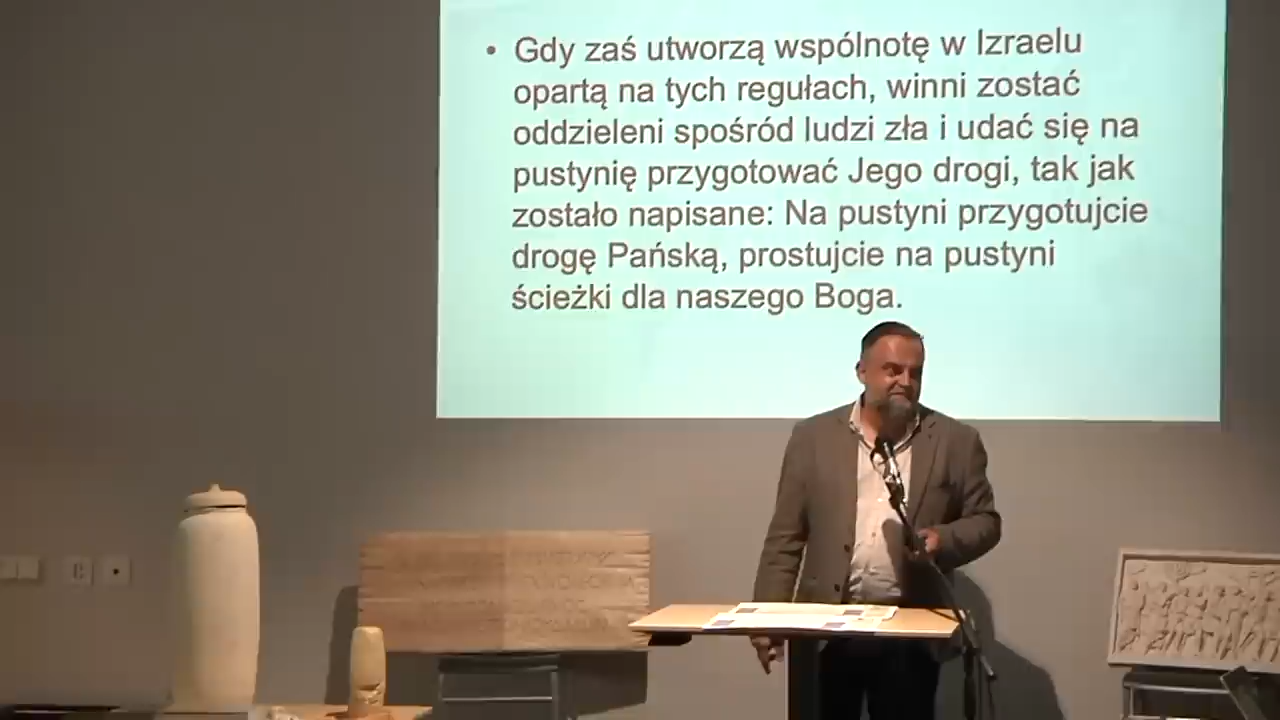 • Gdy zaś utworzą wspólnotę w Izraelu
opartą na tych regułach, winni zostać
oddzieleni spośród ludzi zła i udać się na
pustynię przygotować Jego drogi, tak jak
zostało napisane: Na pustyni przygotujcie
drogę Pańską, prostujcie na pustyni
ścieżki dla naszego Boga.